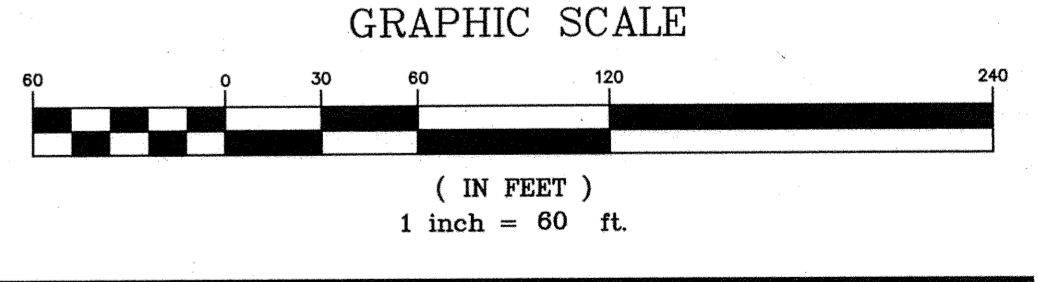 GRAPHIC SCALE
60 0 30 60 120 240
( IN FEET )
1 inch = 60 ft.